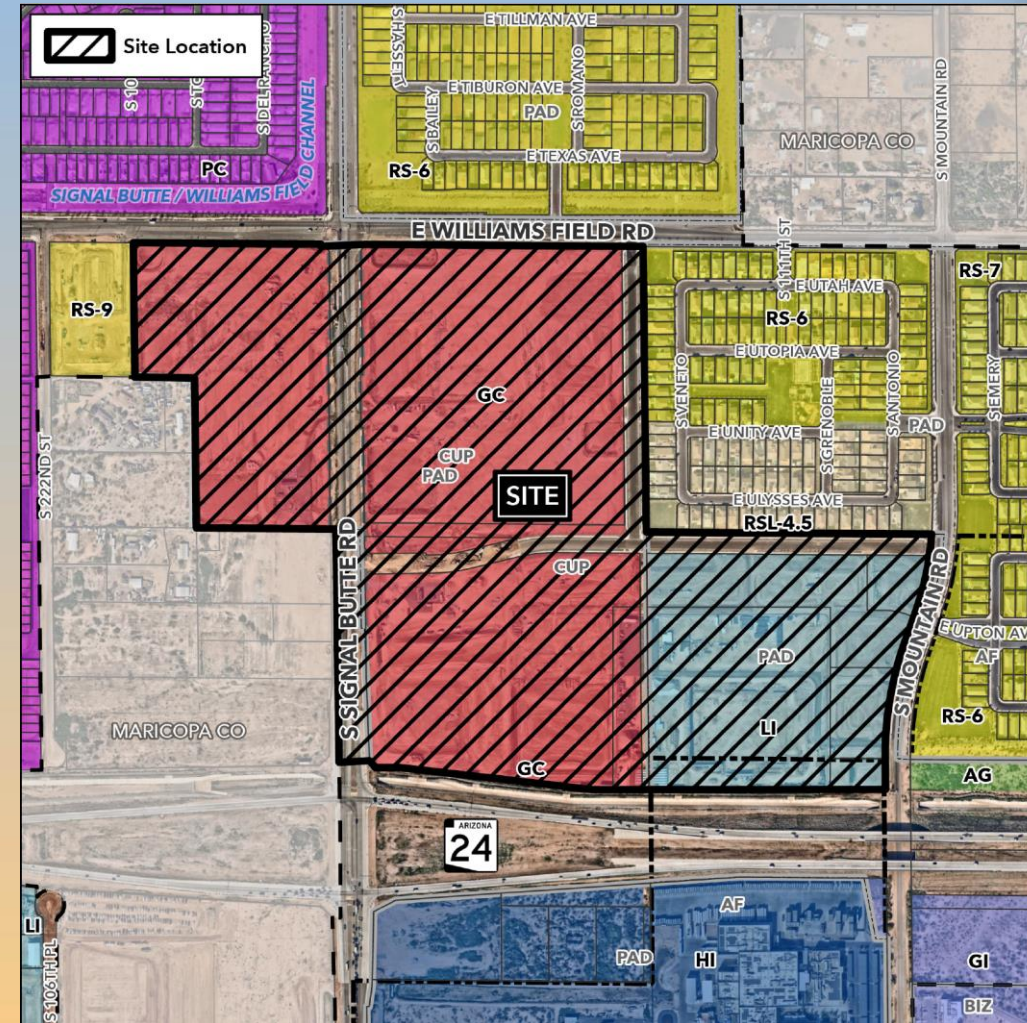 Site Location
E TILLMAN AVE
S HASSETT
S 10
S DELRANCHO
SIGNAL BUTTE / WILLIAMS FIELD CHANNEL
PC
E TIBURON AVE
S BAILEY
S ROMANO
PAD
E TEXAS AVE
RS-6
MARICOPA CO
S MOUNTAIN RD
E WILLIAMS FIELD RD
RS-9
S 111TH ST
E UTAH AVE
RS-6
RS-7
E UTOPIA AVE
S VENETO
S ANTONIO
S EMERY
GC
E UNITY AVE
S GRENOBLE
PAD
S 222ND ST
CUP
PAD
SITE
E ULYSSES AVE
RSL-4.5
S SIGNAL BUTTE RD
CUP
S MOUNTAIN RD
E UPTON AV
AF
PAD
RS-6
LI
MARICOPA CO
GC
AG
ARIZONA
24
LI
S 106TH PL
AF
PAD
HI
GI
BIZ